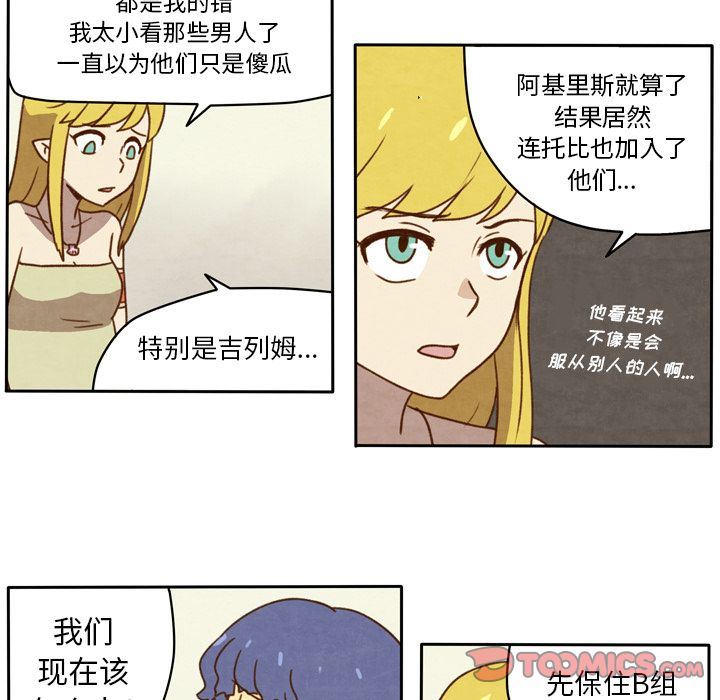 都是我的错
我太小看那些男人了
一直以为他们只是傻瓜
特别是吉列姆...
阿基里斯就算了
结果居然
连托比也加入了
他们...
他看起来
不像是会
服从别人的人啊...
我们
现在该
先保住B组
TOOMICS.COM